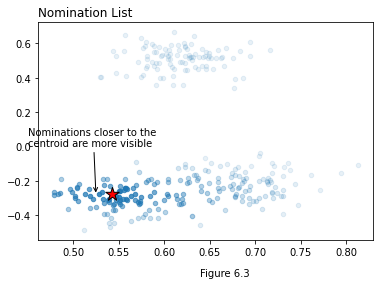 Nomination List
0.6
0.4
0.2
0.0
−0.2
−0.4
Nominations closer to the
centroid are more visible
0.50 0.55 0.60 0.65 0.70 0.75 0.80
Figure 6.3